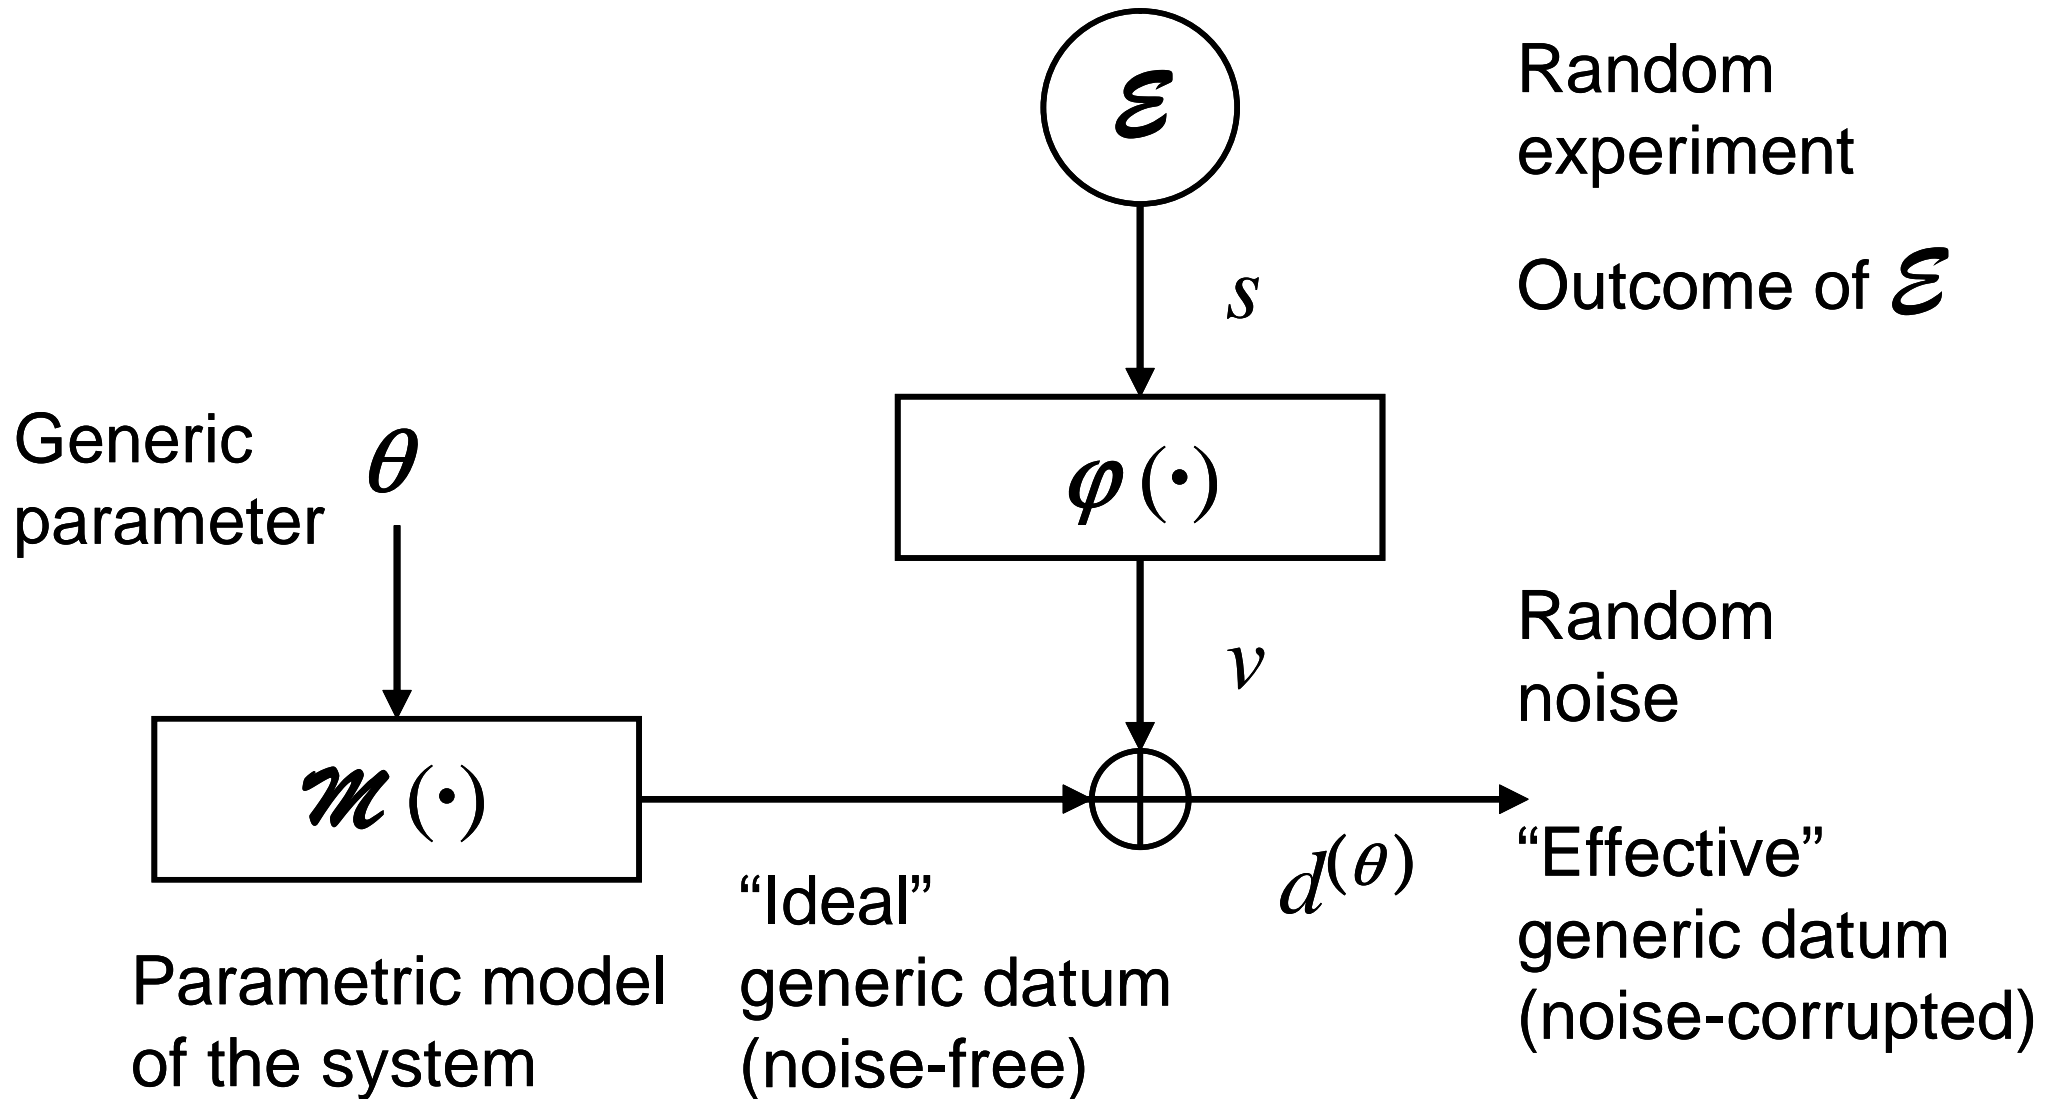 ℰ
Random
experiment
s
Outcome of ℰ
Generic
parameter
θ
φ (·)
v
Random
noise
ℳ (·)
d^(θ)
“Effective”
generic datum
(noise-corrupted)
“Ideal”
generic datum
(noise-free)
Parametric model
of the system